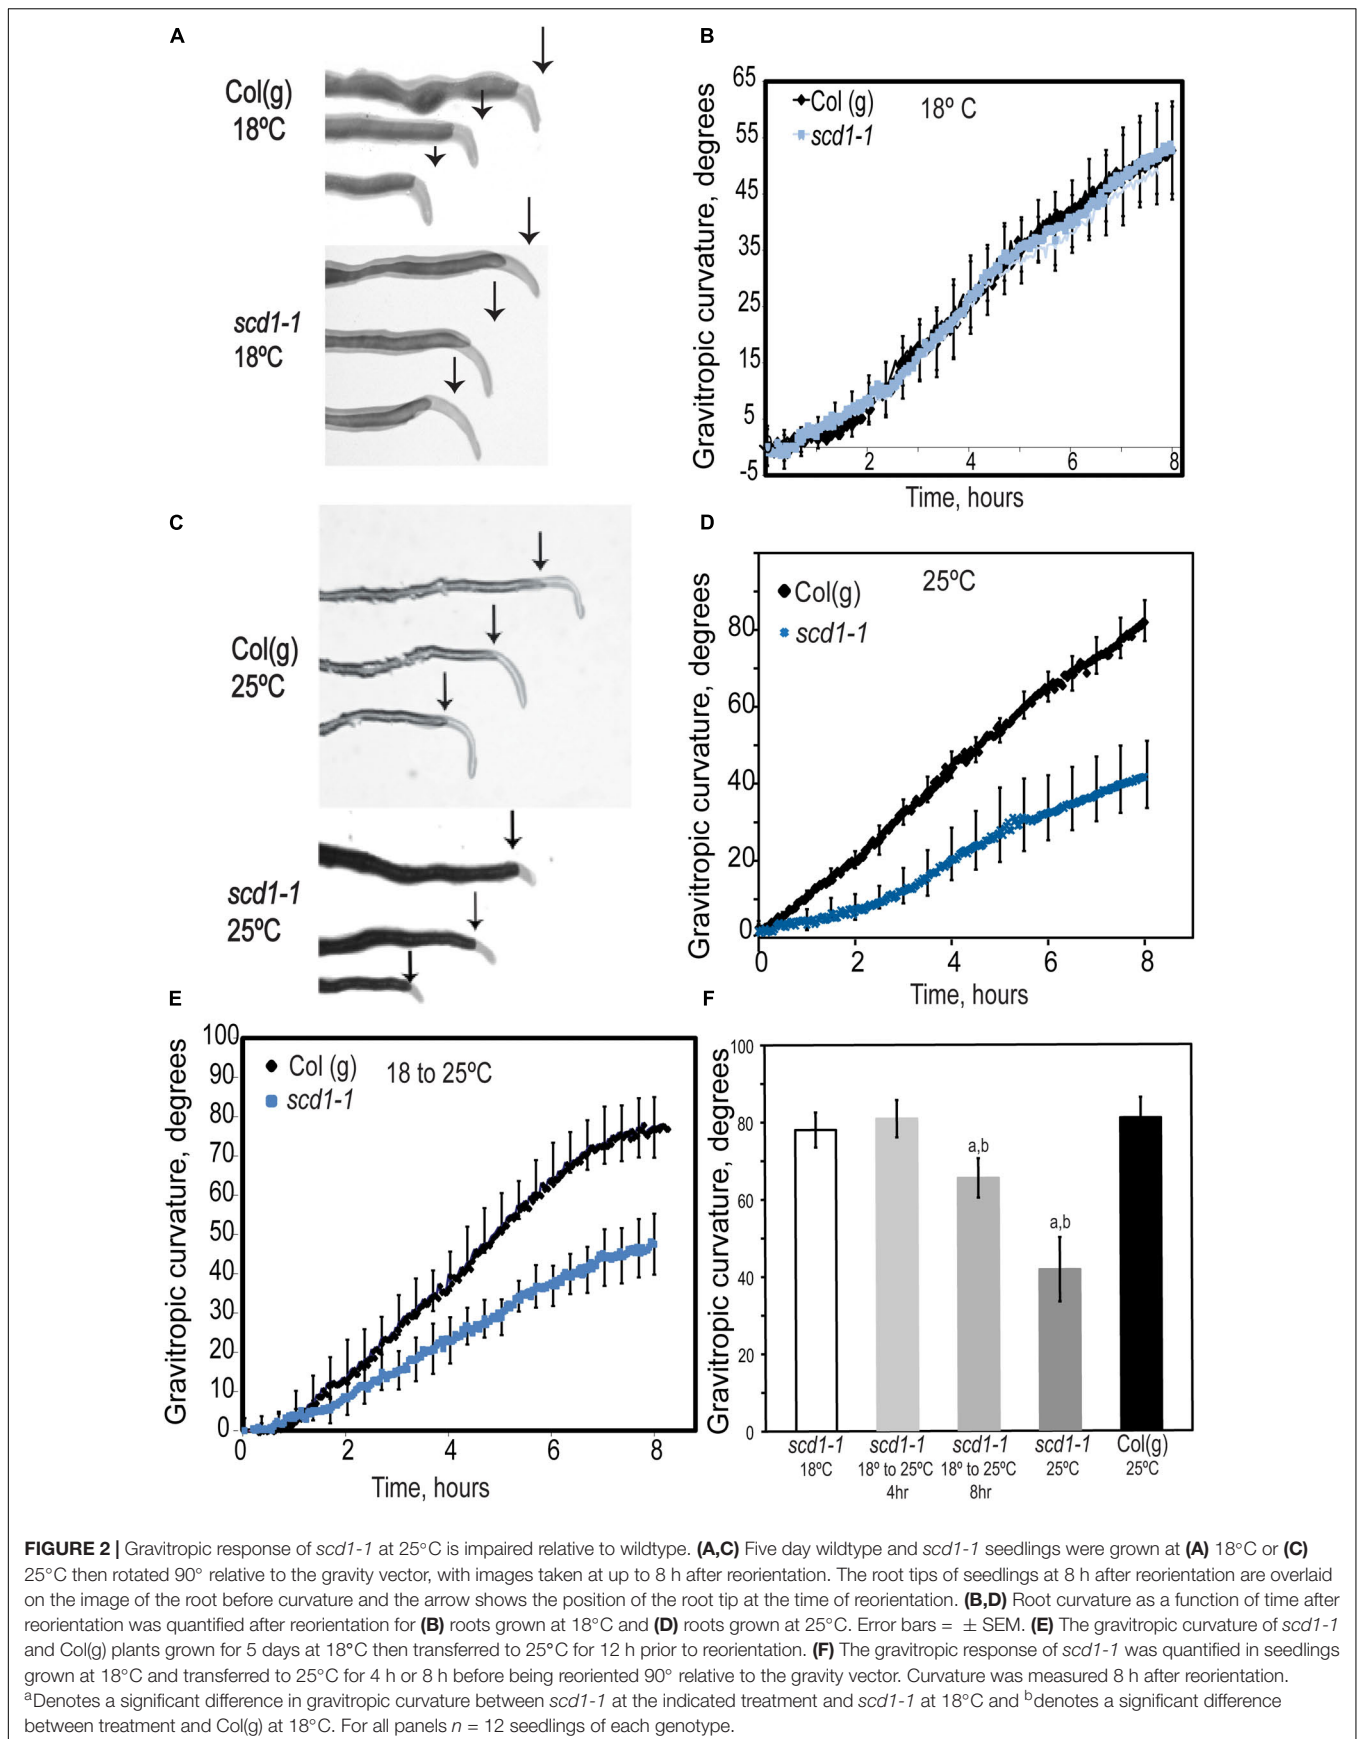 A
Col(g)
18ºC
scd1-1
18ºC
B
Gravitropic curvature, degrees
65
55
45
35
25
15
5
-5
Col (g)
scd1-1
18º C
2
4
6
8
Time, hours
C
Col(g)
25ºC
scd1-1
25ºC
D
Gravitropic curvature, degrees
80
60
40
20
0
Col(g)
scd1-1
25ºC
0
2
4
6
8
Time, hours
E
Gravitropic curvature, degrees
100
90
80
70
60
50
40
30
20
10
0
Col (g)
scd1-1
18 to 25ºC
0
2
4
6
8
Time, hours
F
Gravitropic curvature, degrees
100
80
60
40
20
0
a,b
a,b
scd1-1
18ºC
scd1-1
18º to 25ºC
4hr
scd1-1
18º to 25ºC
8hr
scd1-1
25ºC
Col(g)
25ºC
FIGURE 2 | Gravitropic response of scd1-1 at 25°C is impaired relative to wildtype. (A,C) Five day wildtype and scd1-1 seedlings were grown at (A) 18°C or (C)
25°C then rotated 90° relative to the gravity vector, with images taken at up to 8 h after reorientation. The root tips of seedlings at 8 h after reorientation are overlaid
on the image of the root before curvature and the arrow shows the position of the root tip at the time of reorientation. (B,D) Root curvature as a function of time after
reorientation was quantified after reorientation for (B) roots grown at 18°C and (D) roots grown at 25°C. Error bars = ± SEM. (E) The gravitropic curvature of scd1-1
and Col(g) plants grown for 5 days at 18°C then transferred to 25°C for 12 h prior to reorientation. (F) The gravitropic response of scd1-1 was quantified in seedlings
grown at 18°C and transferred to 25°C for 4 h or 8 h before being reoriented 90° relative to the gravity vector. Curvature was measured 8 h after reorientation.
aDenotes a significant difference in gravitropic curvature between scd1-1 at the indicated treatment and scd1-1 at 18°C and bdenotes a significant difference
between treatment and Col(g) at 18°C. For all panels n = 12 seedlings of each genotype.